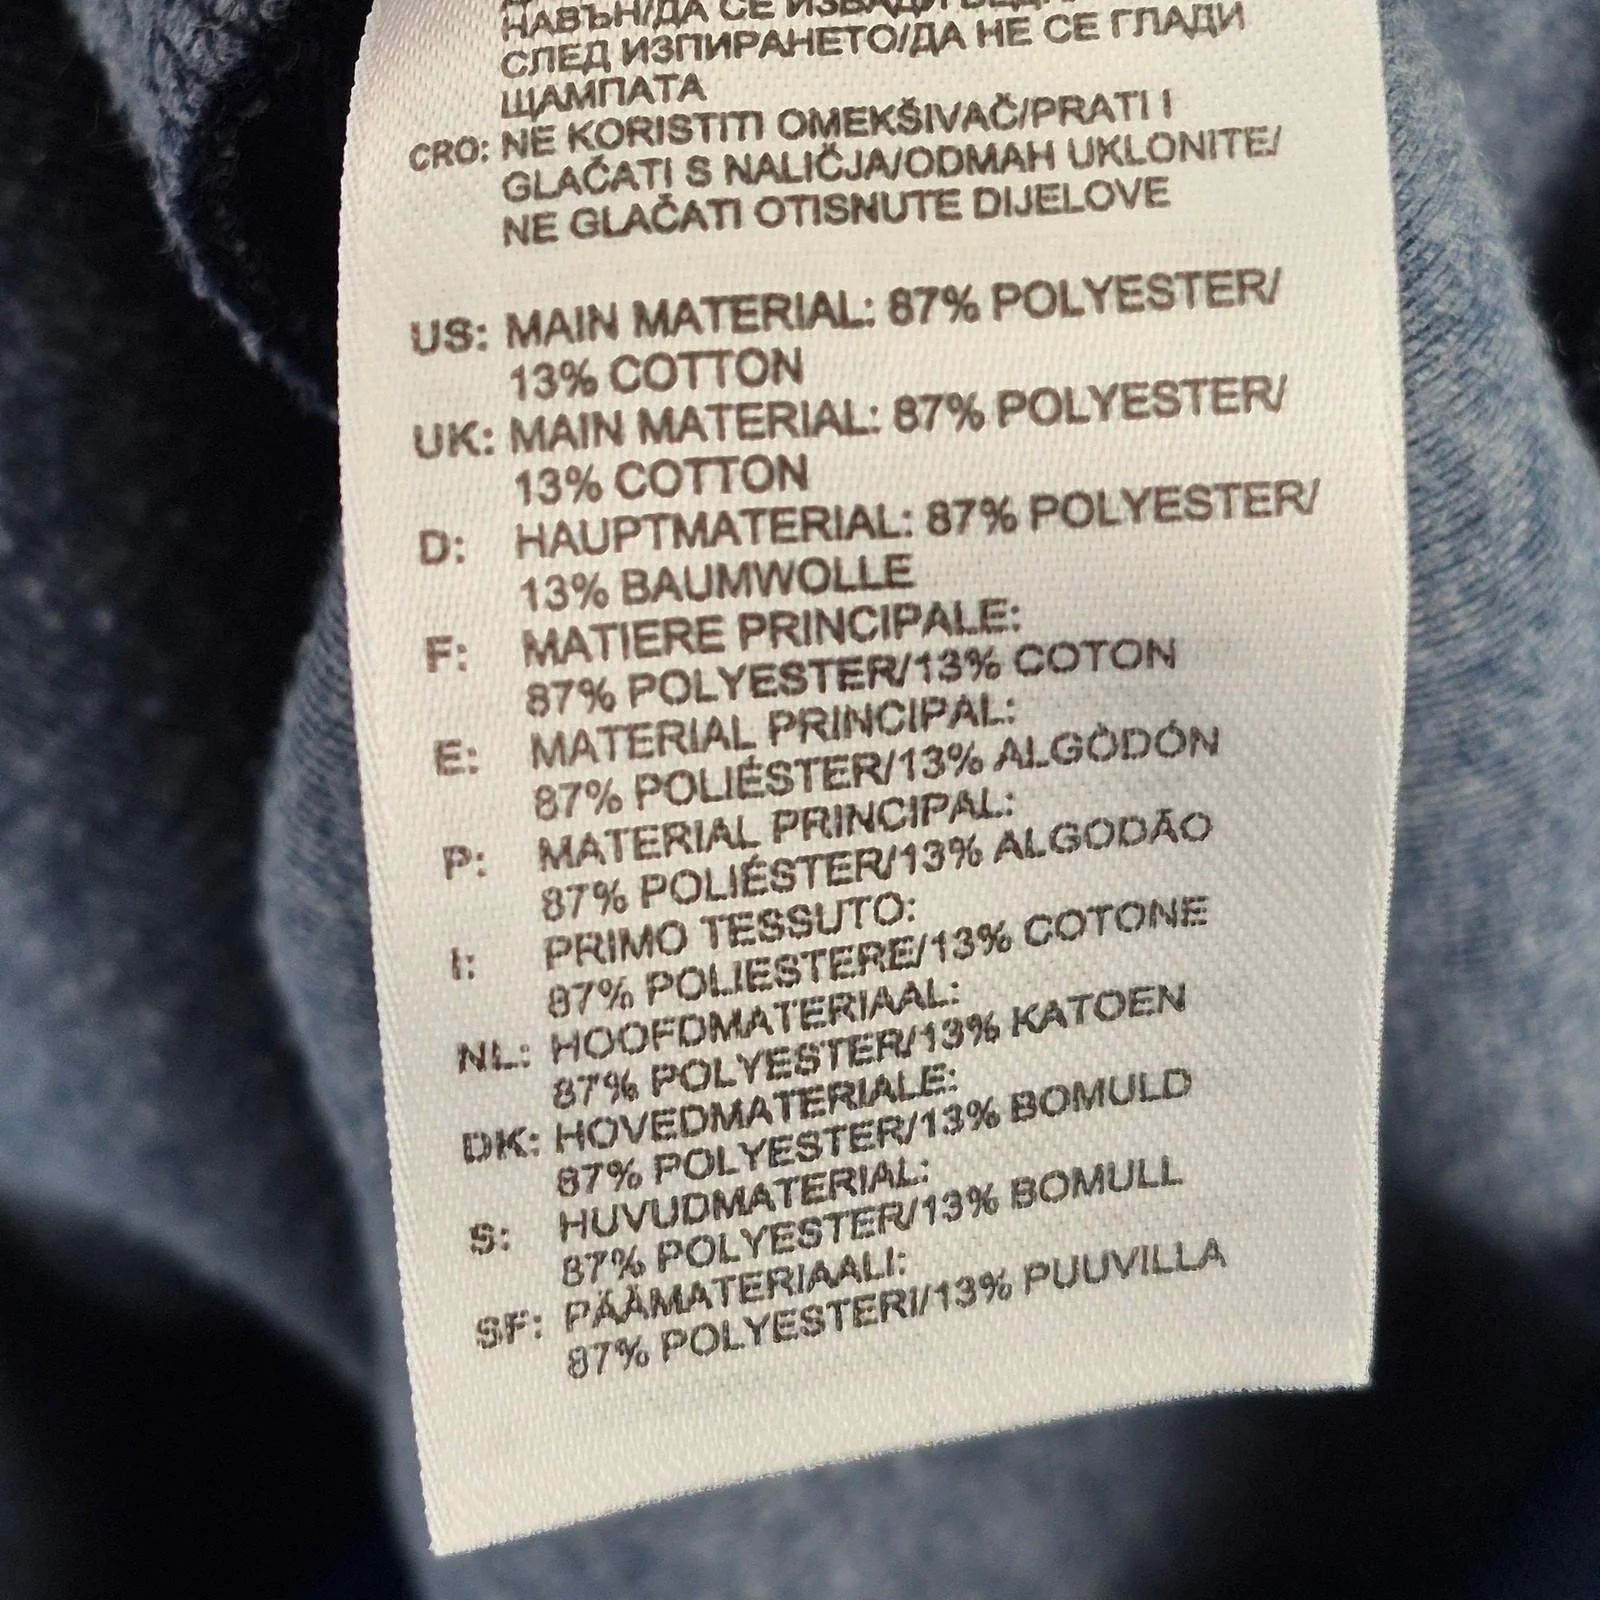 НАВЪН/ДА СЕ ИЗВАДИ
СЛЕД ИЗПИРАНЕТО/ДА НЕ СЕ ГЛАДИ
ЩАМПАТА
CRO: NE KORISTITI OMEKŠIVAČ/PRATI I
GLAČATI S NALIČJA/ODMAH UKLONITE/
NE GLAČATI OTISNUTE DIJELOVE
US: MAIN MATERIAL: 87% POLYESTER/
13% COTTON
UK: MAIN MATERIAL: 87% POLYESTER/
13% COTTON
D: HAUPTMATERIAL: 87% POLYESTER/
13% BAUMWOLLE
F: MATIERE PRINCIPALE:
87% POLYESTER/13% COTON
E: MATERIAL PRINCIPAL:
87% POLIÉSTER/13% ALGODÓN
P: MATERIAL PRINCIPAL:
87% POLIÉSTER/13% ALGODÃO
I: PRIMO TESSUTO:
87% POLIESTERE/13% COTONE
NL: HOOFDMATERIAAL:
87% POLYESTER/13% KATOEN
DK: HOVEDMATERIALE:
87% POLYESTER/13% BOMULD
S: HUVUDMATERIAL:
87% POLYESTER/13% BOMULL
SF: PÄÄMATERIAALI:
87% POLYESTERI/13% PUUVILLA